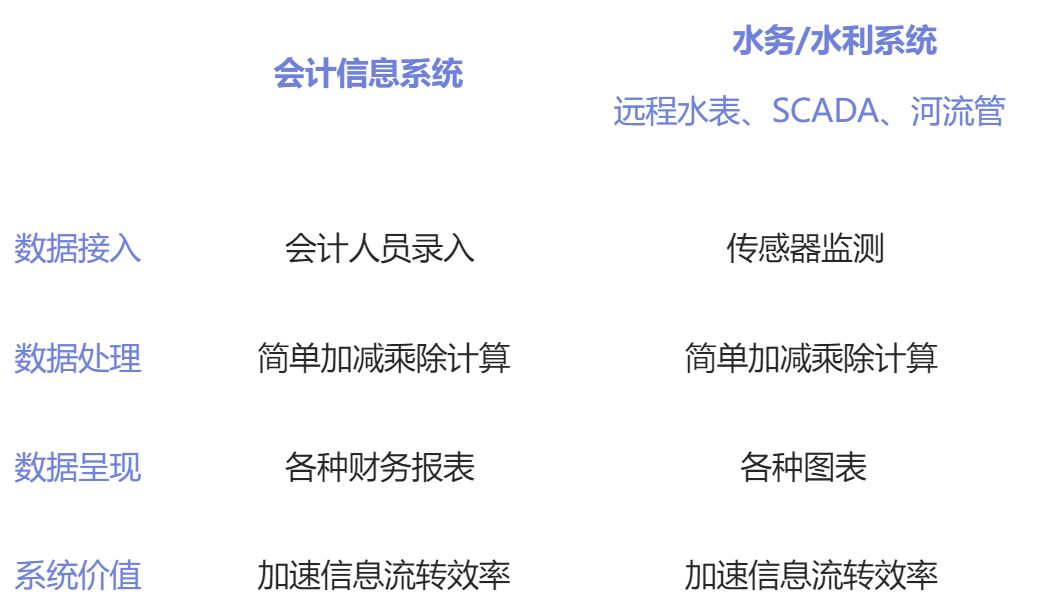 会计信息系统
水务/水利系统
远程水表、SCADA、河流管
数据接入 会计人员录入 传感器监测
数据处理 简单加减乘除计算 简单加减乘除计算
数据呈现 各种财务报表 各种图表
系统价值 加速信息流转效率 加速信息流转效率